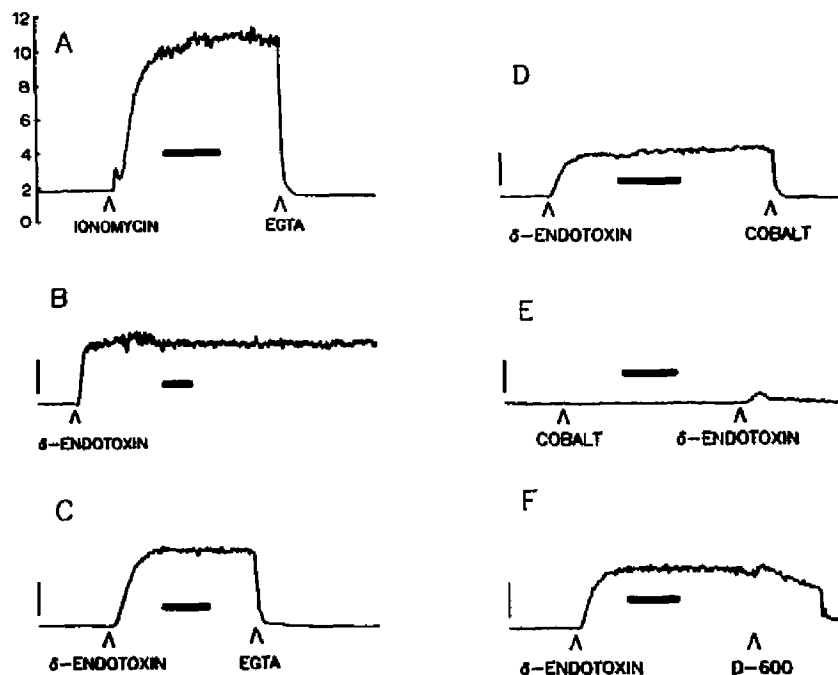 A
12
10
8
6
4
2
0
IONOMYCIN EGTA
B
δ-ENDOTOXIN
C
δ-ENDOTOXIN EGTA
D
δ-ENDOTOXIN COBALT
E
COBALT δ-ENDOTOXIN
F
δ-ENDOTOXIN D-600